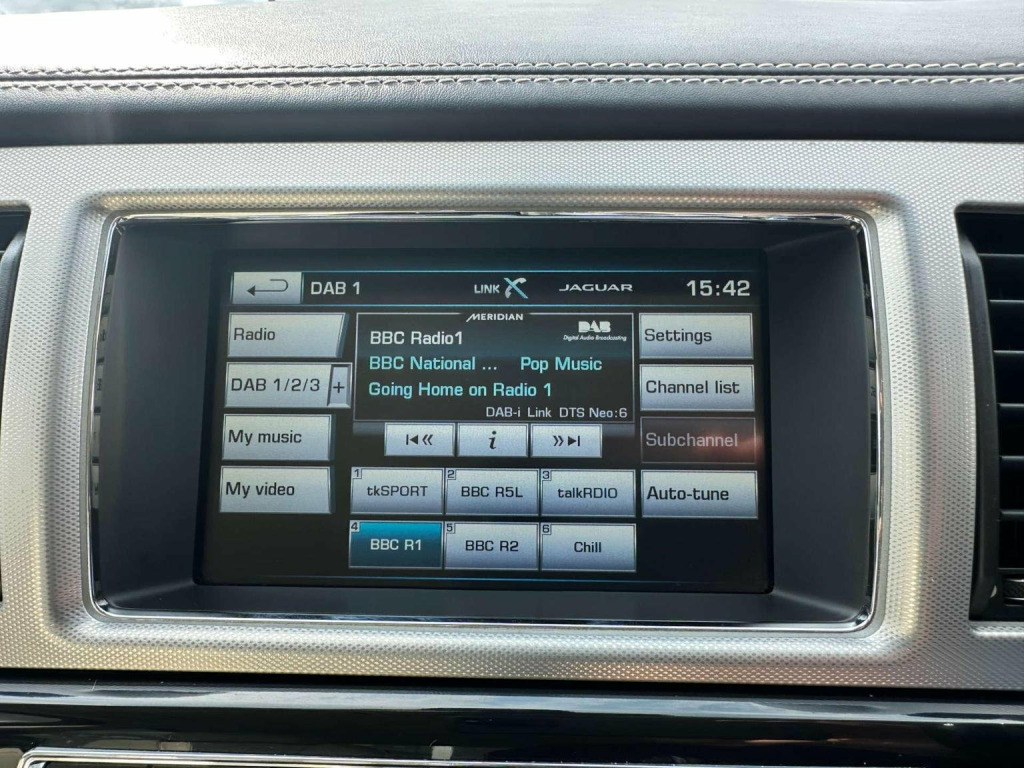 DAB 1
LINK
JAGUAR
15:42
MERIDIAN
Radio
BBC Radio1
DAB
Digital Audio Broadcasting
Settings
BBC National ... Pop Music
DAB 1/2/3 +
Going Home on Radio 1
Channel list
DAB-i Link DTS Neo:6
My music
i
Subchannel
My video
1 tkSPORT
2 BBC R5L
3 talkRDIO
Auto-tune
4 BBC R1
5 BBC R2
6 Chill